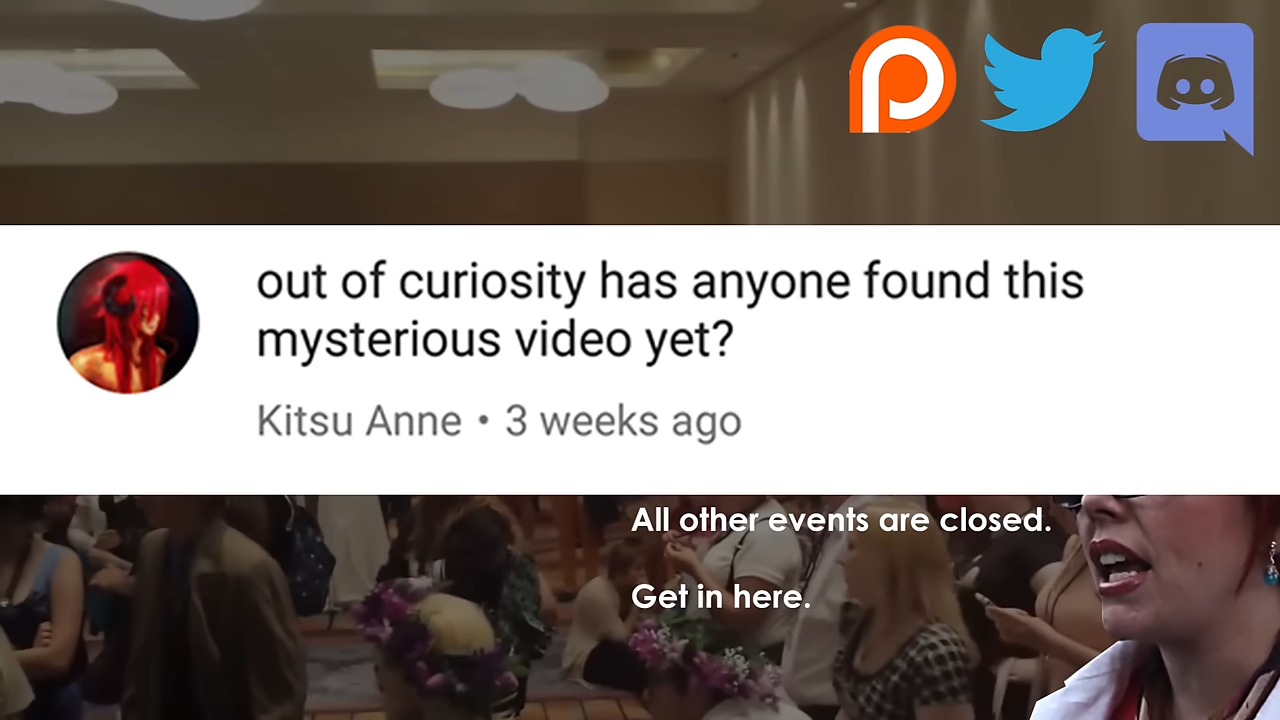 out of curiosity has anyone found this
mysterious video yet?
Kitsu Anne • 3 weeks ago
All other events are closed.
Get in here.